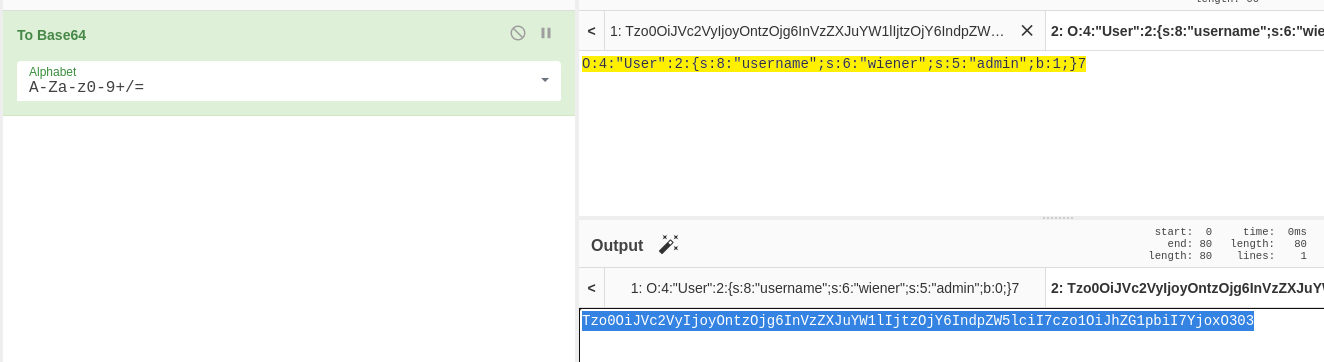 length: 60
To Base64
Alphabet
A-Za-z0-9+/=
< 1: Tzo0OiJVc2VyIjoyOntzOjg6InVzZXJuYW1lIjtzOjY6IndpZW… 2: O:4:"User":2:{s:8:"username";s:6:"wie
O:4:"User":2:{s:8:"username";s:6:"wiener";s:5:"admin";b:1;}7
Output
start: 0 time: 0ms
end: 80 length: 80
length: 80 lines: 1
< 1: O:4:"User":2:{s:8:"username";s:6:"wiener";s:5:"admin";b:0;}7 2: Tzo0OiJVc2VyIjoyOntzOjg6InVzZXJuY
Tzo0OiJVc2VyIjoyOntzOjg6InVzZXJuYW1lIjtzOjY6IndpZW5lciI7czo1OiJhZG1pbiI7YjoxO303